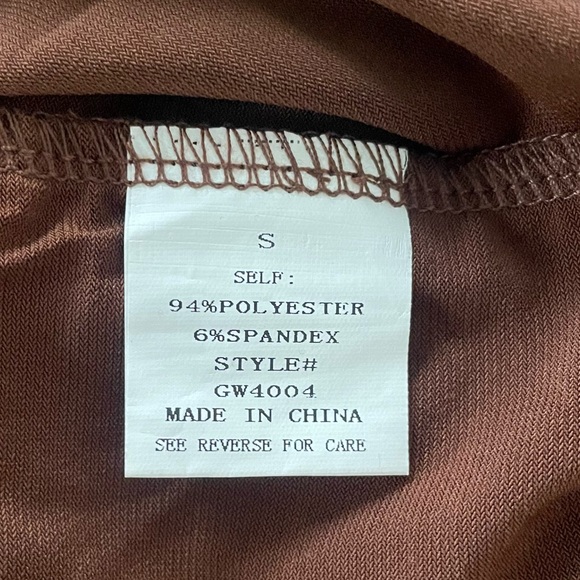 S
SELF:
94%POLYESTER
6%SPANDEX
STYLE#
GW4004
MADE IN CHINA
SEE REVERSE FOR CARE